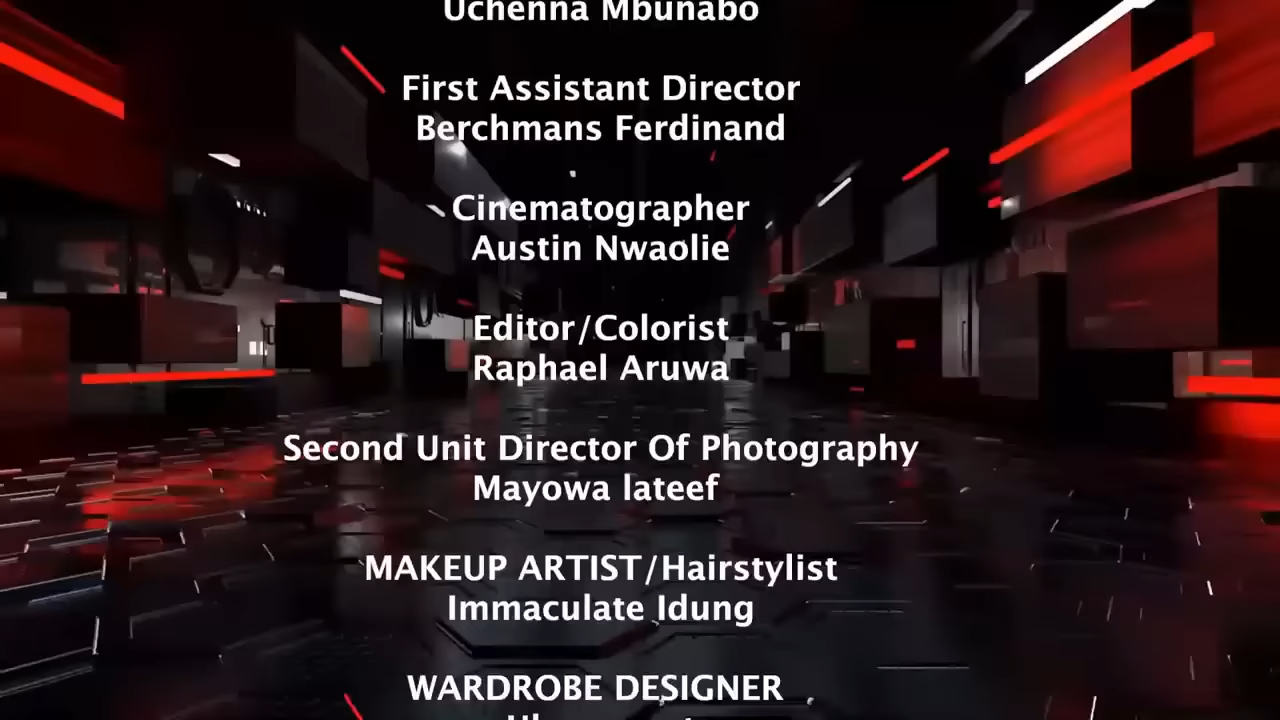 Uchenna Mbunabo
First Assistant Director
Berchmans Ferdinand
Cinematographer
Austin Nwaolie
Editor/Colorist
Raphael Aruwa
Second Unit Director Of Photography
Mayowa lateef
MAKEUP ARTIST/Hairstylist
Immaculate Idung
WARDROBE DESIGNER